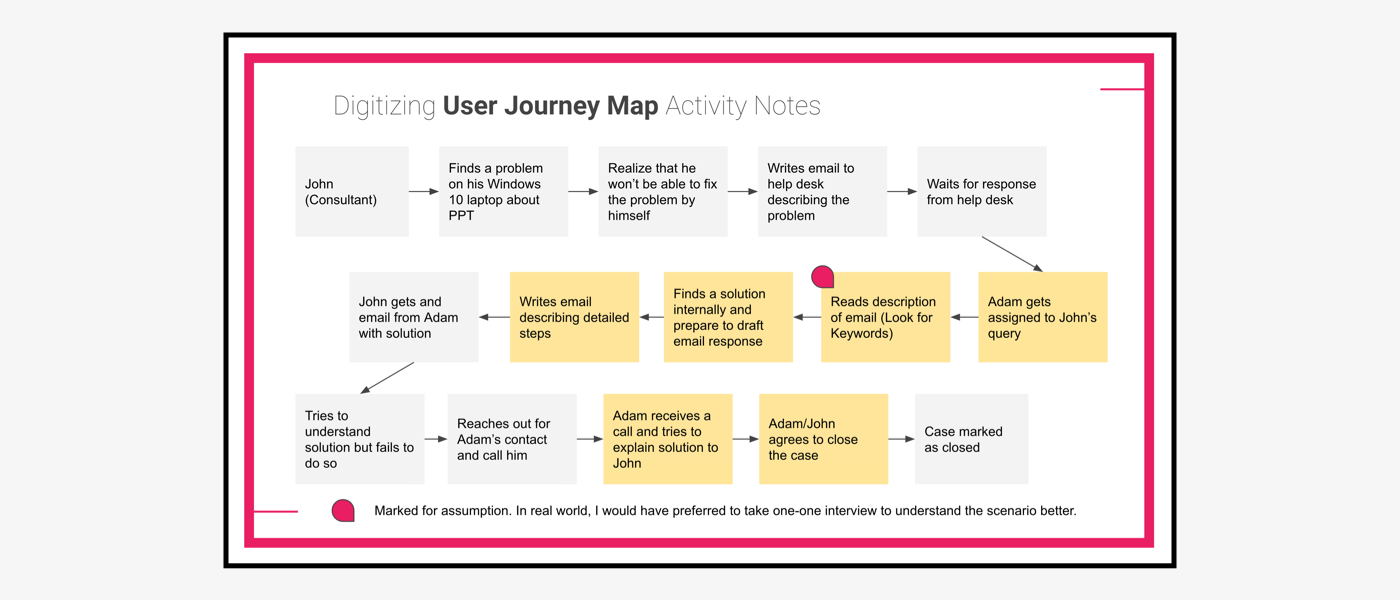 Digitizing User Journey Map Activity Notes
John
(Consultant)
Finds a problem
on his Windows
10 laptop about
PPT
Realize that he
won't be able to fix
the problem by
himself
Writes email to
help desk
describing the
problem
Waits for response
from help desk
Adam gets
assigned to John's
query
Reads description
of email (Look for
Keywords)
Finds a solution
internally and
prepare to draft
email response
Writes email
describing detailed
steps
John gets and
email from Adam
with solution
Tries to
understand
solution but fails to
do so
Reaches out for
Adam's contact
and call him
Adam receives a
call and tries to
explain solution to
John
Adam/John
agrees to close
the case
Case marked
as closed
Marked for assumption. In real world, I would have preferred to take one-one interview to understand the scenario better.